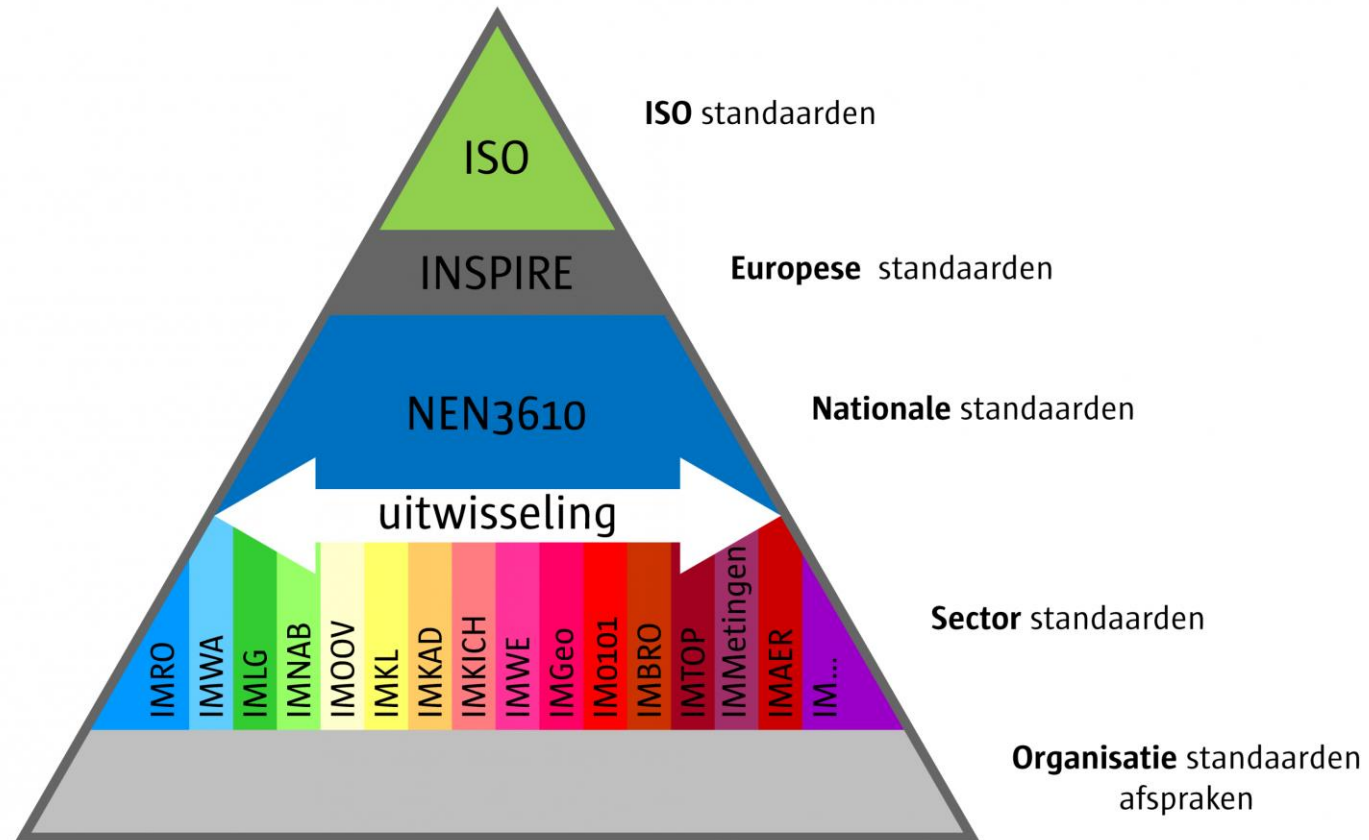 ISO
ISO standaarden
INSPIRE
Europese standaarden
NEN3610
Nationale standaarden
uitwisseling
IMRO
IMWA
IMLG
IMNAB
IMOOV
IMKL
IMKAD
IMKICH
IMWE
IMGeo
IM0101
IMBRO
IMTOP
IMMetingen
IMAER
IM...
Sector standaarden
Organisatie standaarden
afspraken